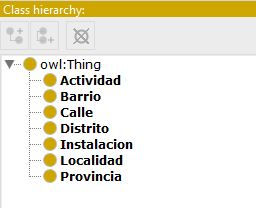 Class hierarchy:
owl:Thing
Actividad
Barrio
Calle
Distrito
Instalacion
Localidad
Provincia